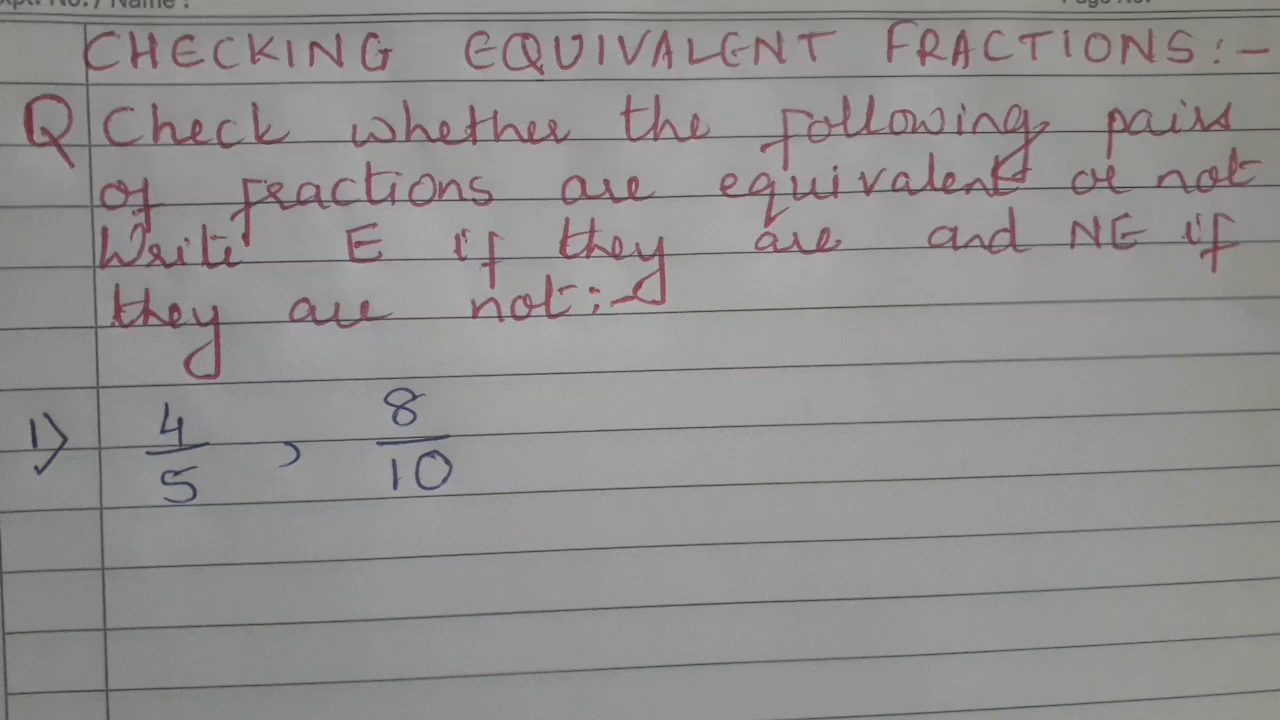 CHECKING EQUIVALENT FRACTIONS:-
Q Check whether the following pairs
of fractions are equivalent or not
Write E if they are and NE if
they are not:-
1) 4/5 , 8/10